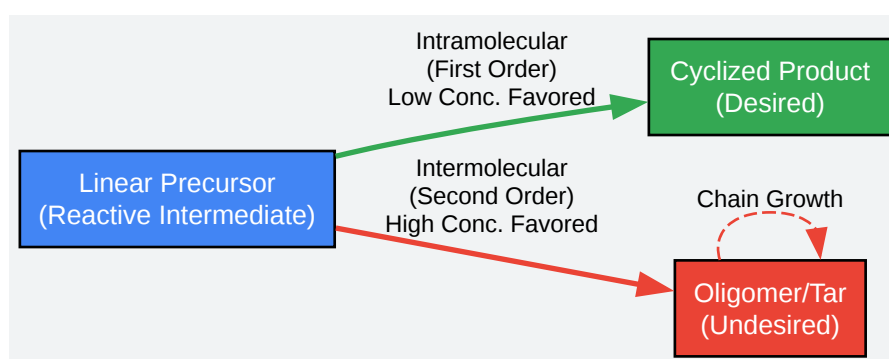 Intramolecular
(First Order)
Low Conc. Favored
Cyclized Product
(Desired)
Linear Precursor
(Reactive Intermediate)
Intermolecular
(Second Order)
High Conc. Favored
Chain Growth
Oligomer/Tar
(Undesired)